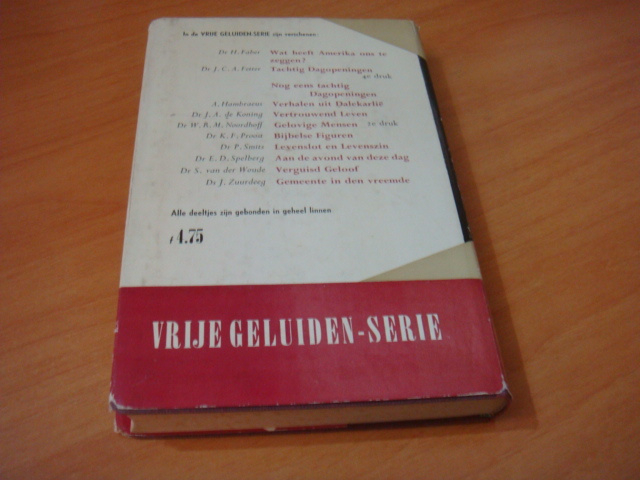 In de VRIJE GELUIDEN-SERIE zijn verschenen:
Dr H. Faber Wat heeft Amerika ons te
zeggen?
Dr J. C. A. Fetter Tachtig Dagopeningen
4e druk
Nog eens tachtig
Dagopeningen
A. Hambraeus Verhalen uit Dalekarlië
Dr J. A. de Koning Vertrouwend Leven
Dr W. R. M. Noordhoff Gelovige Mensen 2e druk
Dr K. F. Proost Bijbelse Figuren
Dr P. Smits Levenslot en Levenszin
Dr E. D. Spelberg Aan de avond van deze dag
Dr S. van der Woude Verguisd Geloof
Dr J. Zuurdeeg Gemeente in den vreemde
Alle deeltjes zijn gebonden in geheel linnen
f 4.75
VRIJE GELUIDEN-SERIE